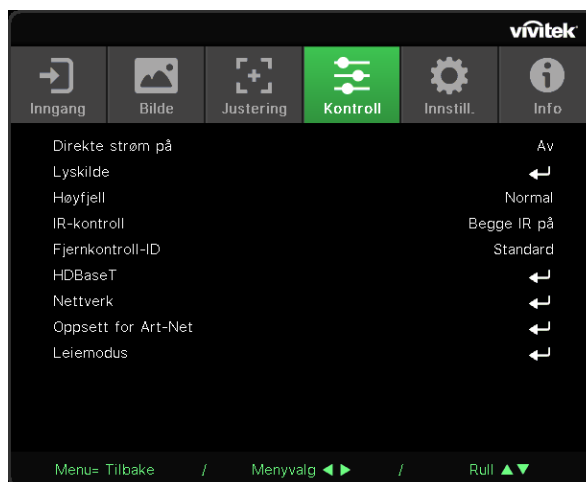 vivitek
Inngang Bilde Justering Kontroll Innstill. Info
Direkte strøm på Av
Lyskilde
Høyfjell Normal
IR-kontroll Begge IR på
Fjernkontroll-ID Standard
HDBaseT
Nettverk
Oppsett for Art-Net
Leiemodus
Menu= Tilbake / Menyvalg ◀ ▶ / Rull ▲▼